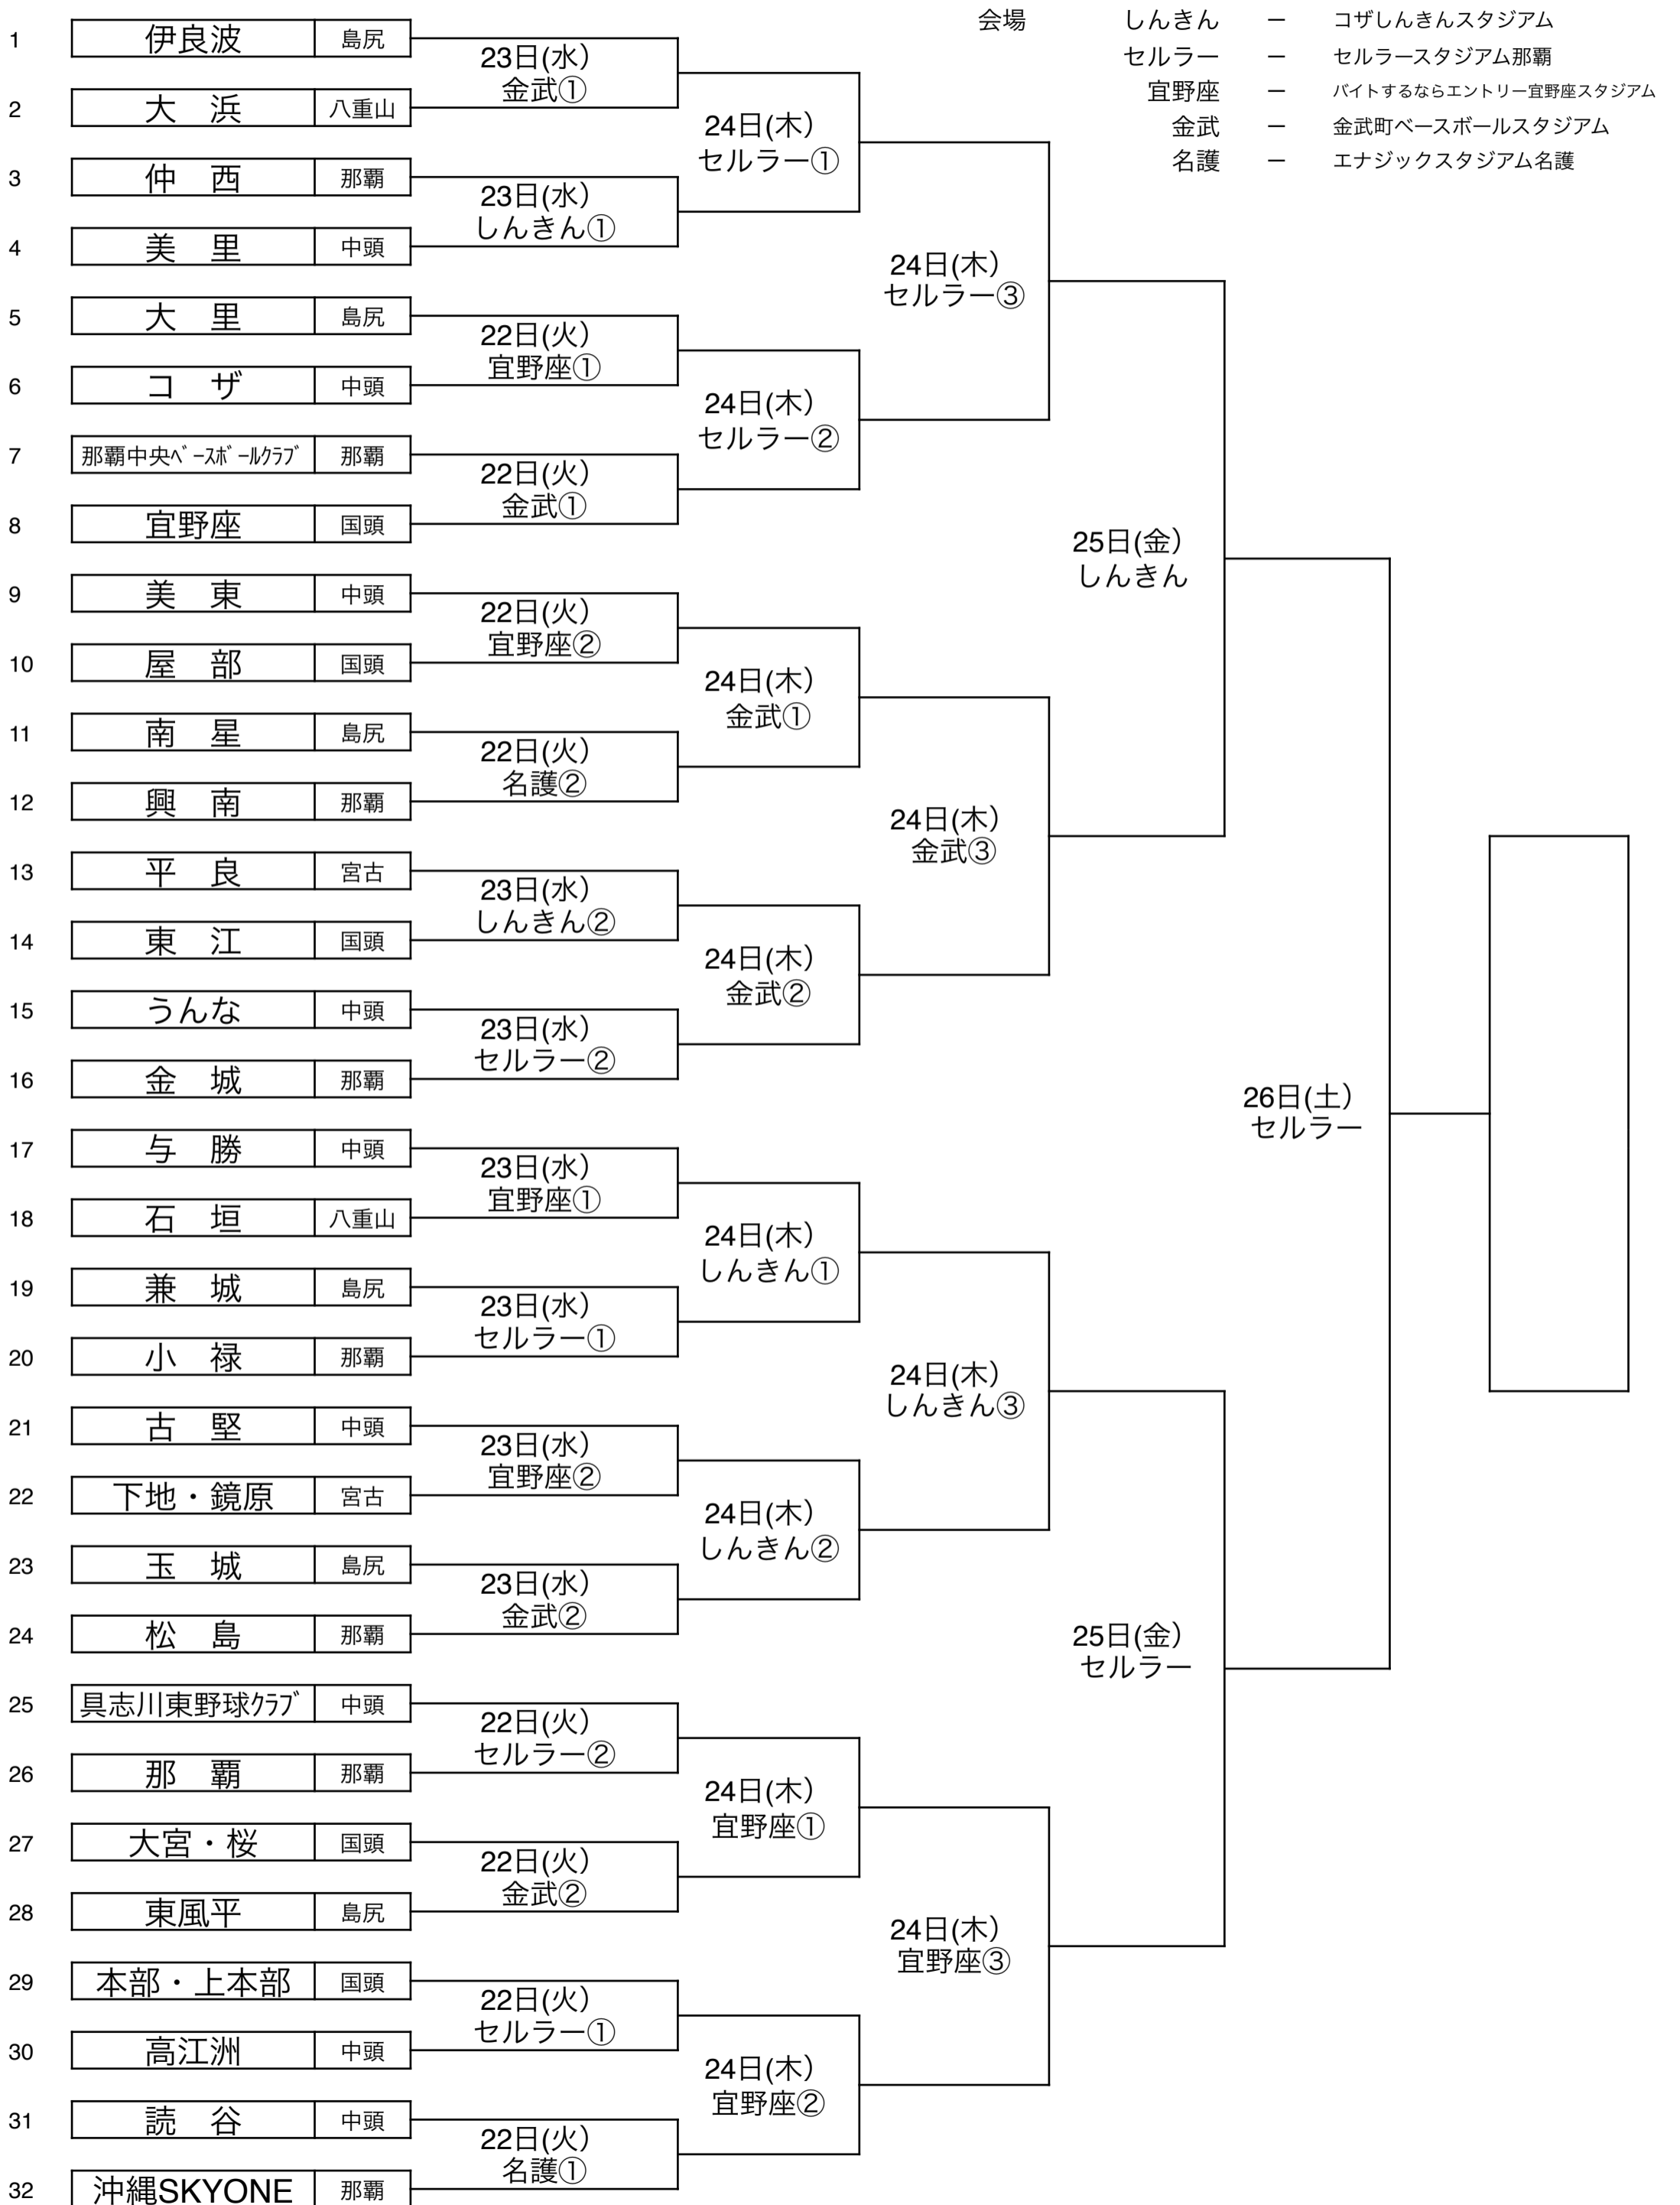 会場
しんきん － コザしんきんスタジアム
セルラー － セルラースタジアム那覇
宜野座 － バイトするならエントリー宜野座スタジアム
金武 － 金武町ベースボールスタジアム
名護 － エナジックスタジアム名護
1 伊良波 島尻
23日(水)
金武①
2 大　浜 八重山
24日(木)
セルラー①
3 仲　西 那覇
23日(水)
しんきん①
4 美　里 中頭
24日(木)
セルラー③
5 大　里 島尻
22日(火)
宜野座①
6 コ　ザ 中頭
24日(木)
セルラー②
7 那覇中央ﾍﾞｰｽﾎﾞｰﾙｸﾗﾌﾞ 那覇
22日(火)
金武①
8 宜野座 国頭
25日(金)
しんきん
9 美　東 中頭
22日(火)
宜野座②
10 屋　部 国頭
24日(木)
金武①
11 南　星 島尻
22日(火)
名護②
12 興　南 那覇
24日(木)
金武③
13 平　良 宮古
23日(水)
しんきん②
14 東　江 国頭
24日(木)
金武②
15 うんな 中頭
23日(水)
セルラー②
16 金　城 那覇
26日(土)
セルラー
17 与　勝 中頭
23日(水)
宜野座①
18 石　垣 八重山
24日(木)
しんきん①
19 兼　城 島尻
23日(水)
セルラー①
20 小　禄 那覇
24日(木)
しんきん③
21 古　堅 中頭
23日(水)
宜野座②
22 下地・鏡原 宮古
24日(木)
しんきん②
23 玉　城 島尻
23日(水)
金武②
24 松　島 那覇
25日(金)
セルラー
25 具志川東野球ｸﾗﾌﾞ 中頭
22日(火)
セルラー②
26 那　覇 那覇
24日(木)
宜野座①
27 大宮・桜 国頭
22日(火)
金武②
28 東風平 島尻
24日(木)
宜野座③
29 本部・上本部 国頭
22日(火)
セルラー①
30 高江洲 中頭
24日(木)
宜野座②
31 読　谷 中頭
22日(火)
名護①
32 沖縄SKYONE 那覇